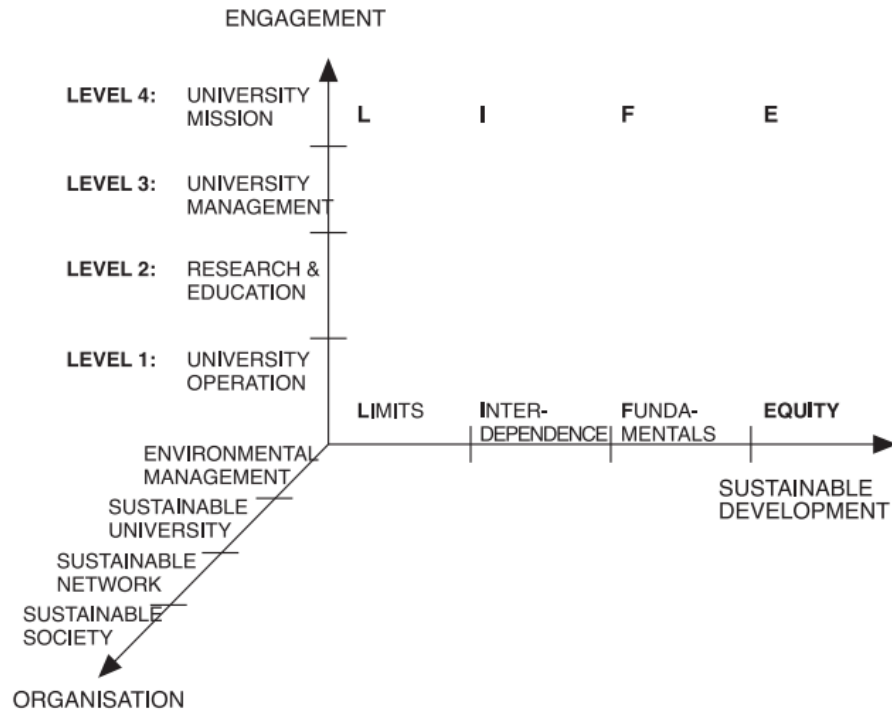 ENGAGEMENT
LEVEL 4: UNIVERSITY
MISSION
L I F E
LEVEL 3: UNIVERSITY
MANAGEMENT
LEVEL 2: RESEARCH &
EDUCATION
LEVEL 1: UNIVERSITY
OPERATION
LIMITS
INTER-
DEPENDENCE
FUNDA-
MENTALS
EQUITY
SUSTAINABLE
DEVELOPMENT
ENVIRONMENTAL
MANAGEMENT
SUSTAINABLE
UNIVERSITY
SUSTAINABLE
NETWORK
SUSTAINABLE
SOCIETY
ORGANISATION